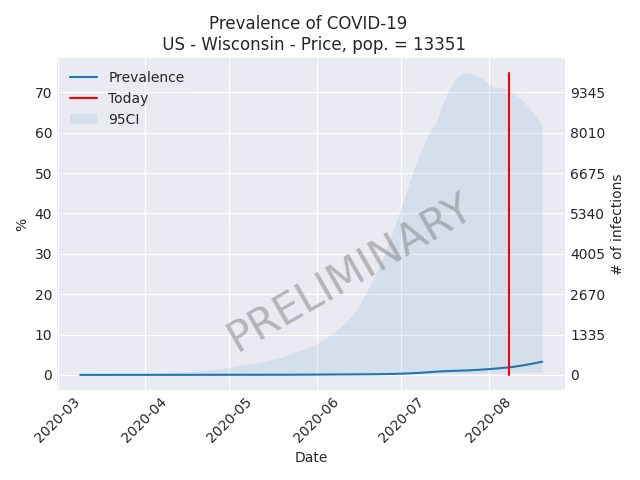 Prevalence of COVID-19
US - Wisconsin - Price, pop. = 13351
Prevalence
Today
95CI
70
60
50
40
30
20
10
0
%
9345
8010
6675
5340
4005
2670
1335
0
# of infections
PRELIMINARY
2020-03
2020-04
2020-05
2020-06
2020-07
2020-08
Date